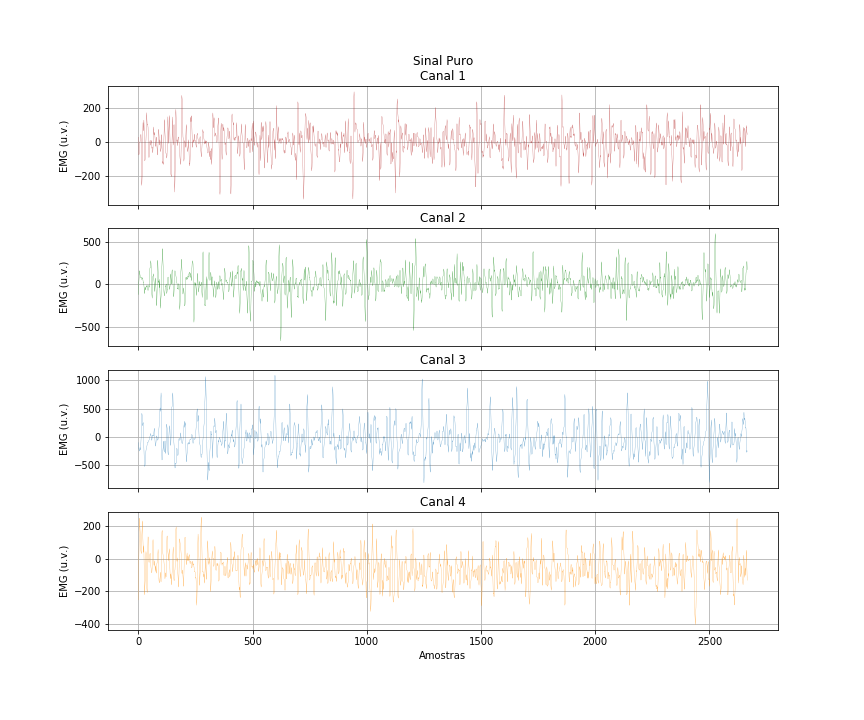 Sinal Puro
Canal 1
EMG (u.v.)
200
0
−200
Canal 2
EMG (u.v.)
500
0
−500
Canal 3
EMG (u.v.)
1000
500
0
−500
Canal 4
EMG (u.v.)
200
0
−200
−400
0 500 1000 1500 2000 2500
Amostras